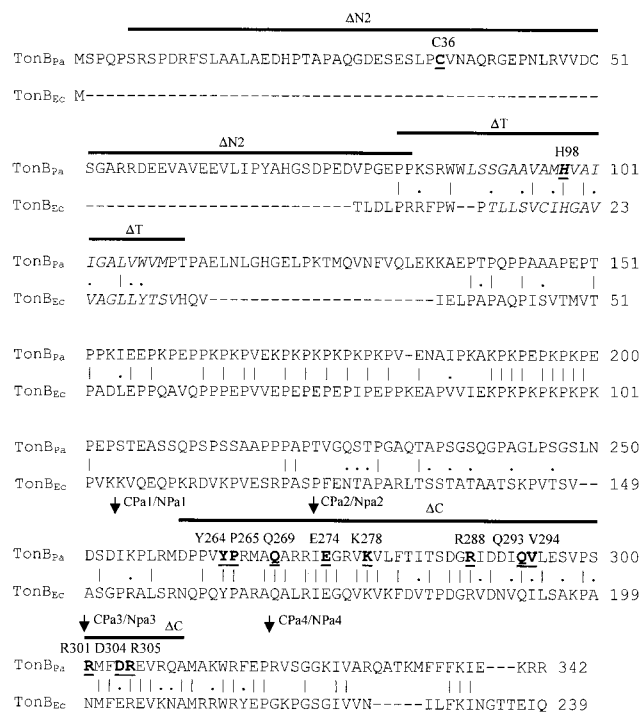 ΔN2
C36
TonBPa MSPQPSRSPDRFSLAALAEDHPTAPAQGDESESLPCVNAQRGEPNLRVVDC 51
TonBEc M--------------------------------------------------
ΔN2 ΔT
H98
TonBPa SGARRDEEVAVEEVLIPYAHGSDPEDVPGEPPKSRWWLSSGAAVAMHVAI 101
TonBEc --------------------------TLDLPRRFPW--PTLLSVCIHGAV 23
ΔT
TonBPa IGALVWVMPTPAELNLGHGELPKTMQVNFVQLEKKAEPTPQPPAAAPEPT 151
TonBEc VAGLLYTSVHQV----------------------IELPAPAQPISVTMVT 51
TonBPa PPKIEEPKPEPPKPKPVEKPKPKPKPKPKPV-ENAIPKAKPKPEPKPKPE 200
TonBEc PADLEPPQAVQPPPEPVVEPEPEPEPIPEPPKEAPVVIEKPKPKPKPKPK 101
TonBPa PEPSTEASSQPSPSSAAPPPAPTVGQSTPGAQTAPSGSQGPAGLPSGSLN 250
TonBEc PVKKVQEQPKRDVKPVESRPASPFENTAPARLTSSTATAATSKPVTSV-- 149
CPa1/NPa1 CPa2/Npa2 ΔC
Y264 P265 Q269 E274 K278 R288 Q293 V294
TonBPa DSDIKPLRMDPPVYPRMAQARRIEGRVKVLFTITSDGRIDDIQVLESVPS 300
TonBEc ASGPRALSRNQPQYPARAQALRIEGQVKVKFDVTPDGRVDNVQILSAKPA 199
CPa3/Npa3 CPa4/NPa4
R301 D304 R305 ΔC
TonBPa RMFDREVRQAMAKWRFEPRVSGGKIVARQATKMFFFKIE---KRR 342
TonBEc NMFEREVKNAMRRWRYEPGKPGSGIVVN-----ILFKINGTTEIQ 239